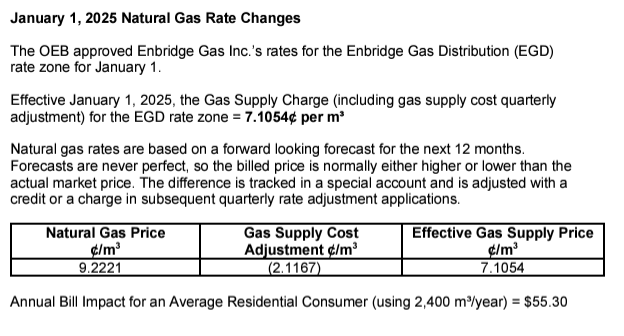 January 1, 2025 Natural Gas Rate Changes
The OEB approved Enbridge Gas Inc.'s rates for the Enbridge Gas Distribution (EGD)
rate zone for January 1.
Effective January 1, 2025, the Gas Supply Charge (including gas supply cost quarterly
adjustment) for the EGD rate zone = 7.1054¢ per m³
Natural gas rates are based on a forward looking forecast for the next 12 months.
Forecasts are never perfect, so the billed price is normally either higher or lower than the
actual market price. The difference is tracked in a special account and is adjusted with a
credit or a charge in subsequent quarterly rate adjustment applications.
Natural Gas Price Gas Supply Cost Effective Gas Supply Price
¢/m³ Adjustment ¢/m³ ¢/m³
9.2221 (2.1167) 7.1054
Annual Bill Impact for an Average Residential Consumer (using 2,400 m³/year) = $55.30